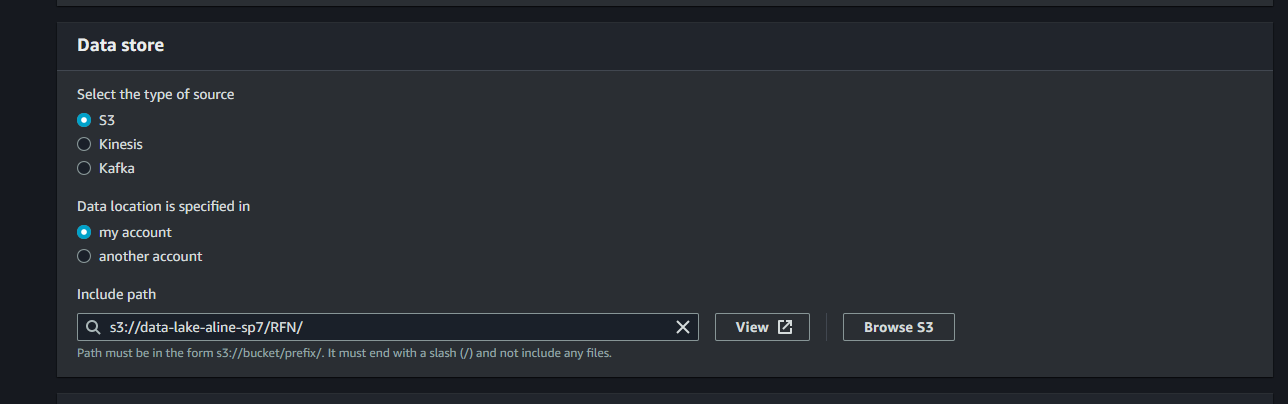 Data store
Select the type of source
S3
Kinesis
Kafka
Data location is specified in
my account
another account
Include path
s3://data-lake-aline-sp7/RFN/
View
Browse S3
Path must be in the form s3://bucket/prefix/. It must end with a slash (/) and not include any files.